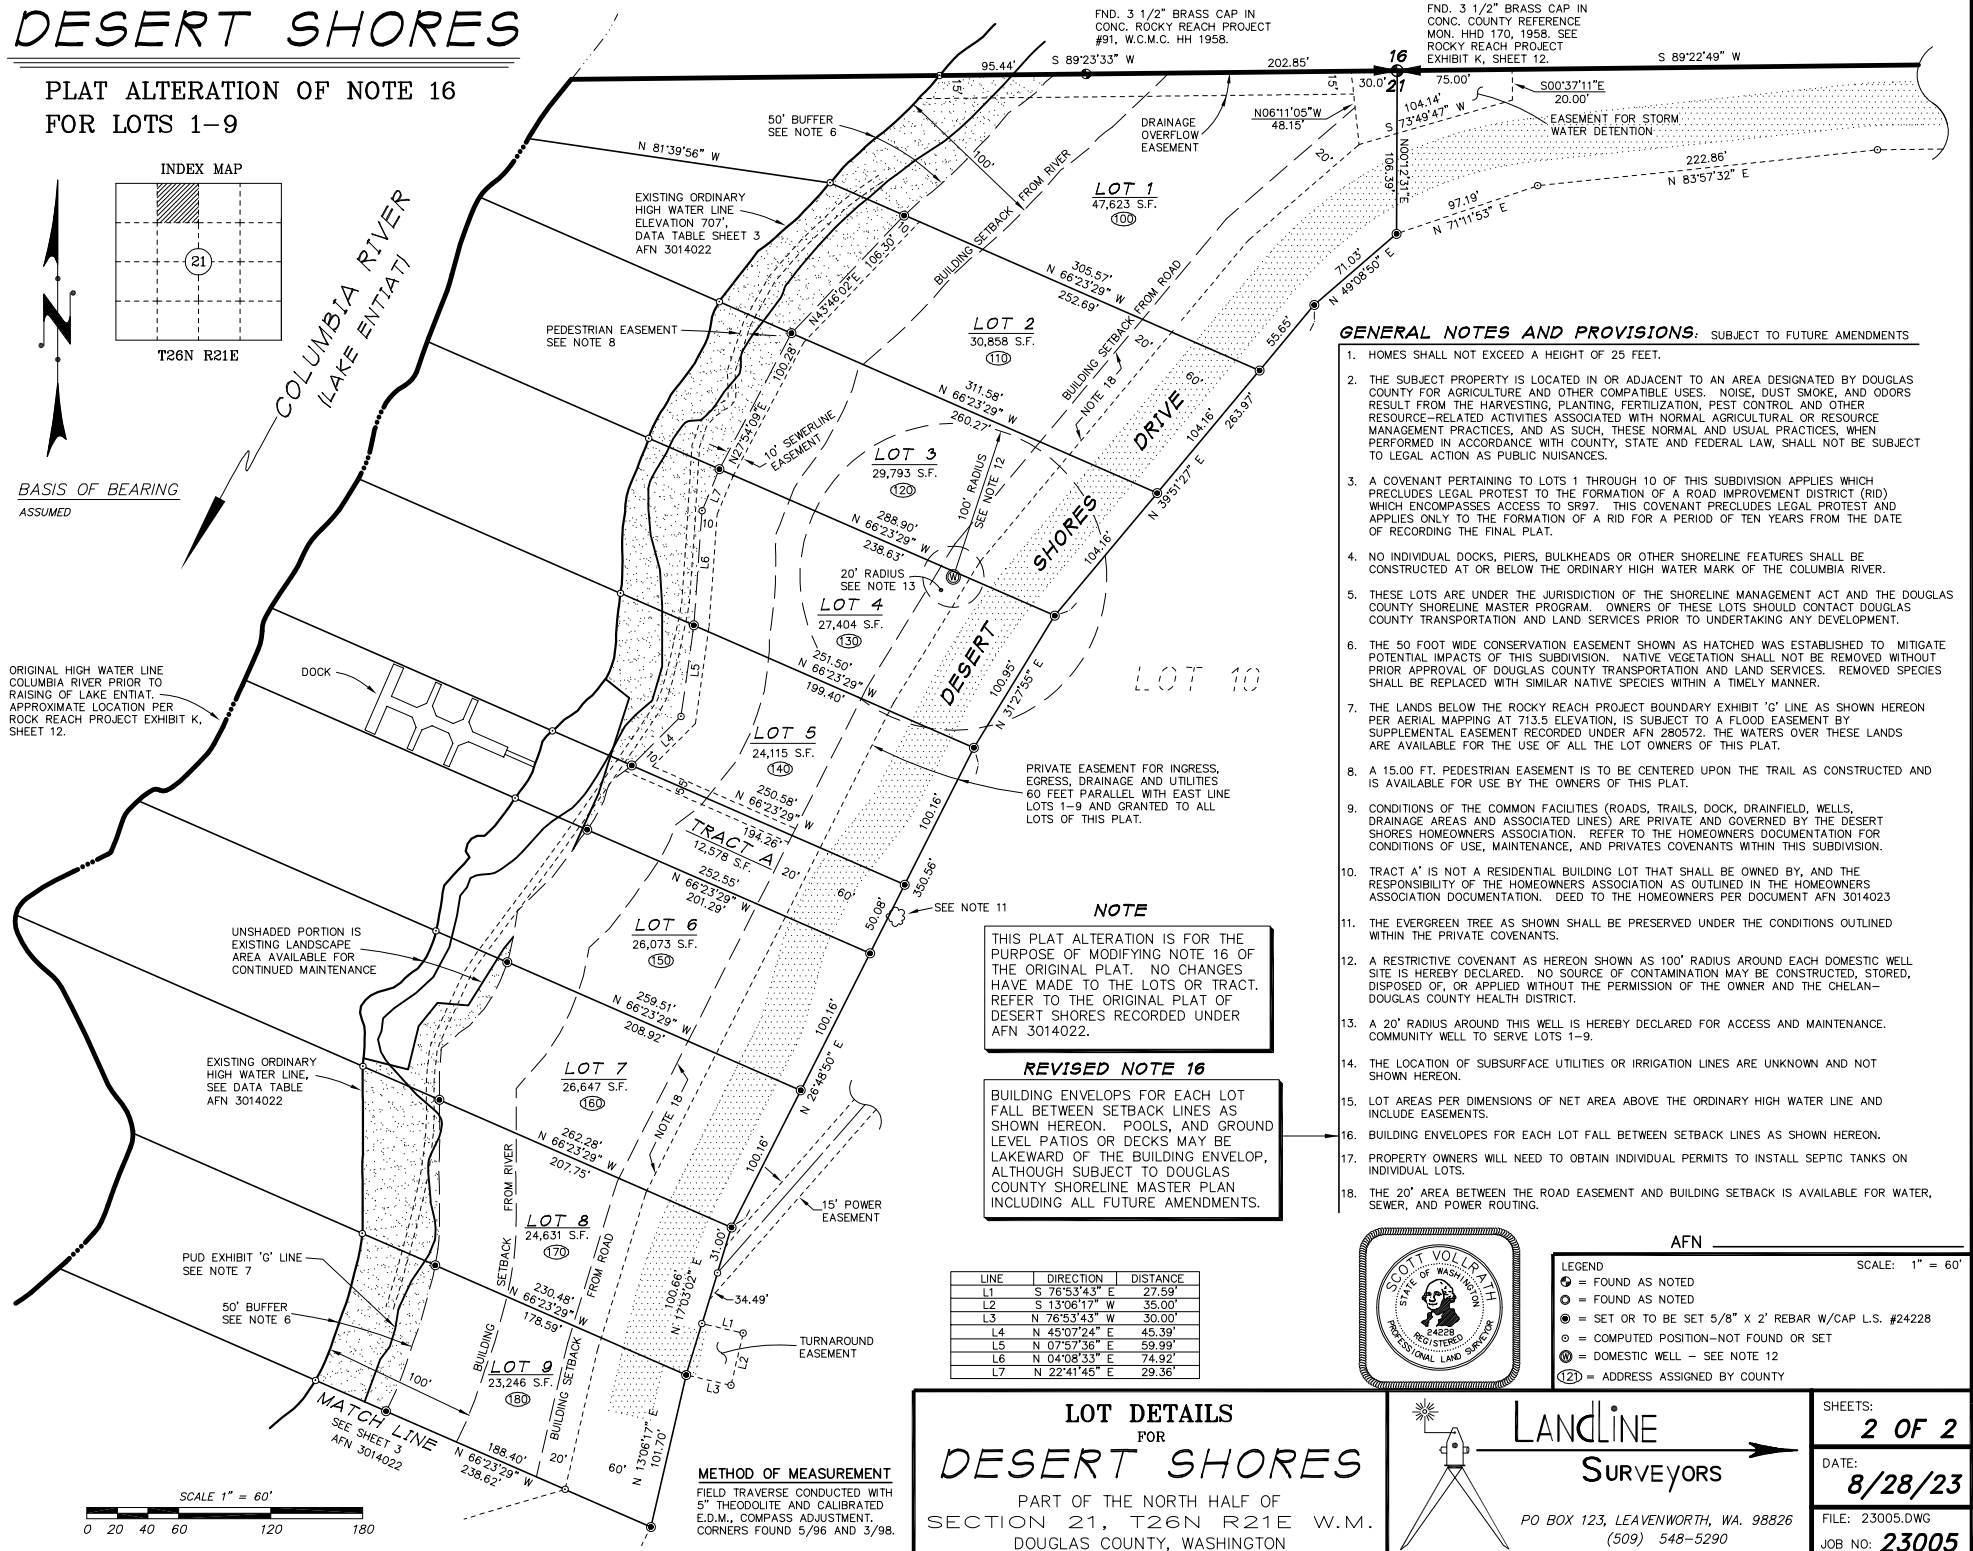 DESERT SHORES
PLAT ALTERATION OF NOTE 16
FOR LOTS 1-9
INDEX MAP
21
T26N R21E
COLUMBIA RIVER
(LAKE ENTIAT)
BASIS OF BEARING
ASSUMED
FND. 3 1/2" BRASS CAP IN
CONC. ROCKY REACH PROJECT
#91, W.C.M.C. HH 1958.
FND. 3 1/2" BRASS CAP IN
CONC. COUNTY REFERENCE
MON. HHD 170, 1958. SEE
ROCKY REACH PROJECT
EXHIBIT K, SHEET 12.
95.44'
S 89°23'33" W
202.85'
16
21
S 89°22'49" W
15'
15'
30.0'
75.00'
S00°37'11"E
20.00'
104.14'
S 73°49'47" W
EASEMENT FOR STORM
WATER DETENTION
N06°11'05"W
48.15'
DRAINAGE
OVERFLOW
EASEMENT
N00°12'31"E
106.39'
222.86'
N 83°57'32" E
97.19'
N 71°11'53" E
71.03'
N 49°08'50" E
55.65'
50' BUFFER
SEE NOTE 6
N 81°39'56" W
EXISTING ORDINARY
HIGH WATER LINE
ELEVATION 707',
DATA TABLE SHEET 3
AFN 3014022
100'
BUILDING SETBACK FROM RIVER
20'
LOT 1
47,623 S.F.
100
10'
106.30'
N43°46'02"E
305.57'
N 66°23'29" W
252.69'
BUILDING SETBACK FROM ROAD
20'
NOTE 18
60'
PEDESTRIAN EASEMENT
SEE NOTE 8
LOT 2
30,858 S.F.
110
100.28'
N27°54'09"E
10' SEWERLINE
EASEMENT
311.58'
N 66°23'29" W
260.27'
DESERT SHORES DRIVE
104.16'
263.97'
N 39°51'27" E
104.16'
LOT 3
29,793 S.F.
120
100' RADIUS
SEE NOTE 12
L7
10
L6
288.90'
N 66°23'29" W
238.63'
20' RADIUS
SEE NOTE 13
W
LOT 4
27,404 S.F.
130
L5
251.50'
N 66°23'29" W
199.40'
100.95'
N 31°27'55" E
LOT 10
ORIGINAL HIGH WATER LINE
COLUMBIA RIVER PRIOR TO
RAISING OF LAKE ENTIAT.
APPROXIMATE LOCATION PER
ROCK REACH PROJECT EXHIBIT K,
SHEET 12.
DOCK
L4
10'
55'
LOT 5
24,115 S.F.
140
250.58'
N 66°23'29" W
194.26'
PRIVATE EASEMENT FOR INGRESS,
EGRESS, DRAINAGE AND UTILITIES
60 FEET PARALLEL WITH EAST LINE
LOTS 1-9 AND GRANTED TO ALL
LOTS OF THIS PLAT.
100.16'
TRACT A
12,578 S.F.
252.55'
N 66°23'29" W
201.29'
20'
60'
350.56'
50.08'
SEE NOTE 11
LOT 6
26,073 S.F.
150
UNSHADED PORTION IS
EXISTING LANDSCAPE
AREA AVAILABLE FOR
CONTINUED MAINTENANCE
259.51'
N 66°23'29" W
208.92'
100.16'
N 26°48'50" E
EXISTING ORDINARY
HIGH WATER LINE,
SEE DATA TABLE
AFN 3014022
LOT 7
26,647 S.F.
160
NOTE 18
262.28'
N 66°23'29" W
207.75'
100.16'
15' POWER
EASEMENT
SETBACK FROM RIVER
FROM ROAD
LOT 8
24,631 S.F.
170
31.00'
100.66'
N 17°03'02" E
34.49'
PUD EXHIBIT 'G' LINE
SEE NOTE 7
50' BUFFER
SEE NOTE 6
230.48'
N 66°23'29" W
178.59'
L1
L2
L3
TURNAROUND
EASEMENT
BUILDING
BUILDING SETBACK
LOT 9
23,246 S.F.
180
100'
MATCH LINE
SEE SHEET 3
AFN 3014022
188.40'
N 66°23'29" W
238.62'
20'
60'
N 13°06'17" E
101.70'
SCALE 1" = 60'
0 20 40 60 120 180
METHOD OF MEASUREMENT
FIELD TRAVERSE CONDUCTED WITH
5" THEODOLITE AND CALIBRATED
E.D.M., COMPASS ADJUSTMENT.
CORNERS FOUND 5/96 AND 3/98.
NOTE
THIS PLAT ALTERATION IS FOR THE
PURPOSE OF MODIFYING NOTE 16 OF
THE ORIGINAL PLAT. NO CHANGES
HAVE MADE TO THE LOTS OR TRACT.
REFER TO THE ORIGINAL PLAT OF
DESERT SHORES RECORDED UNDER
AFN 3014022.
REVISED NOTE 16
BUILDING ENVELOPS FOR EACH LOT
FALL BETWEEN SETBACK LINES AS
SHOWN HEREON. POOLS, AND GROUND
LEVEL PATIOS OR DECKS MAY BE
LAKEWARD OF THE BUILDING ENVELOP,
ALTHOUGH SUBJECT TO DOUGLAS
COUNTY SHORELINE MASTER PLAN
INCLUDING ALL FUTURE AMENDMENTS.
LINE DIRECTION DISTANCE
L1 S 76°53'43" E 27.59'
L2 S 13°06'17" W 35.00'
L3 N 76°53'43" W 30.00'
L4 N 45°07'24" E 45.39'
L5 N 07°57'36" E 59.99'
L6 N 04°08'33" E 74.92'
L7 N 22°41'45" E 29.36'
GENERAL NOTES AND PROVISIONS: SUBJECT TO FUTURE AMENDMENTS
1. HOMES SHALL NOT EXCEED A HEIGHT OF 25 FEET.
2. THE SUBJECT PROPERTY IS LOCATED IN OR ADJACENT TO AN AREA DESIGNATED BY DOUGLAS
COUNTY FOR AGRICULTURE AND OTHER COMPATIBLE USES. NOISE, DUST SMOKE, AND ODORS
RESULT FROM THE HARVESTING, PLANTING, FERTILIZATION, PEST CONTROL AND OTHER
RESOURCE-RELATED ACTIVITIES ASSOCIATED WITH NORMAL AGRICULTURAL OR RESOURCE
MANAGEMENT PRACTICES, AND AS SUCH, THESE NORMAL AND USUAL PRACTICES, WHEN
PERFORMED IN ACCORDANCE WITH COUNTY, STATE AND FEDERAL LAW, SHALL NOT BE SUBJECT
TO LEGAL ACTION AS PUBLIC NUISANCES.
3. A COVENANT PERTAINING TO LOTS 1 THROUGH 10 OF THIS SUBDIVISION APPLIES WHICH
PRECLUDES LEGAL PROTEST TO THE FORMATION OF A ROAD IMPROVEMENT DISTRICT (RID)
WHICH ENCOMPASSES ACCESS TO SR97. THIS COVENANT PRECLUDES LEGAL PROTEST AND
APPLIES ONLY TO THE FORMATION OF A RID FOR A PERIOD OF TEN YEARS FROM THE DATE
OF RECORDING THE FINAL PLAT.
4. NO INDIVIDUAL DOCKS, PIERS, BULKHEADS OR OTHER SHORELINE FEATURES SHALL BE
CONSTRUCTED AT OR BELOW THE ORDINARY HIGH WATER MARK OF THE COLUMBIA RIVER.
5. THESE LOTS ARE UNDER THE JURISDICTION OF THE SHORELINE MANAGEMENT ACT AND THE DOUGLAS
COUNTY SHORELINE MASTER PROGRAM. OWNERS OF THESE LOTS SHOULD CONTACT DOUGLAS
COUNTY TRANSPORTATION AND LAND SERVICES PRIOR TO UNDERTAKING ANY DEVELOPMENT.
6. THE 50 FOOT WIDE CONSERVATION EASEMENT SHOWN AS HATCHED WAS ESTABLISHED TO MITIGATE
POTENTIAL IMPACTS OF THIS SUBDIVISION. NATIVE VEGETATION SHALL NOT BE REMOVED WITHOUT
PRIOR APPROVAL OF DOUGLAS COUNTY TRANSPORTATION AND LAND SERVICES. REMOVED SPECIES
SHALL BE REPLACED WITH SIMILAR NATIVE SPECIES WITHIN A TIMELY MANNER.
7. THE LANDS BELOW THE ROCKY REACH PROJECT BOUNDARY EXHIBIT 'G' LINE AS SHOWN HEREON
PER AERIAL MAPPING AT 713.5 ELEVATION, IS SUBJECT TO A FLOOD EASEMENT BY
SUPPLEMENTAL EASEMENT RECORDED UNDER AFN 280572. THE WATERS OVER THESE LANDS
ARE AVAILABLE FOR THE USE OF ALL THE LOT OWNERS OF THIS PLAT.
8. A 15.00 FT. PEDESTRIAN EASEMENT IS TO BE CENTERED UPON THE TRAIL AS CONSTRUCTED AND
IS AVAILABLE FOR USE BY THE OWNERS OF THIS PLAT.
9. CONDITIONS OF THE COMMON FACILITIES (ROADS, TRAILS, DOCK, DRAINFIELD, WELLS,
DRAINAGE AREAS AND ASSOCIATED LINES) ARE PRIVATE AND GOVERNED BY THE DESERT
SHORES HOMEOWNERS ASSOCIATION. REFER TO THE HOMEOWNERS DOCUMENTATION FOR
CONDITIONS OF USE, MAINTENANCE, AND PRIVATES COVENANTS WITHIN THIS SUBDIVISION.
10. TRACT A' IS NOT A RESIDENTIAL BUILDING LOT THAT SHALL BE OWNED BY, AND THE
RESPONSIBILITY OF THE HOMEOWNERS ASSOCIATION AS OUTLINED IN THE HOMEOWNERS
ASSOCIATION DOCUMENTATION. DEED TO THE HOMEOWNERS PER DOCUMENT AFN 3014023
11. THE EVERGREEN TREE AS SHOWN SHALL BE PRESERVED UNDER THE CONDITIONS OUTLINED
WITHIN THE PRIVATE COVENANTS.
12. A RESTRICTIVE COVENANT AS HEREON SHOWN AS 100' RADIUS AROUND EACH DOMESTIC WELL
SITE IS HEREBY DECLARED. NO SOURCE OF CONTAMINATION MAY BE CONSTRUCTED, STORED,
DISPOSED OF, OR APPLIED WITHOUT THE PERMISSION OF THE OWNER AND THE CHELAN-
DOUGLAS COUNTY HEALTH DISTRICT.
13. A 20' RADIUS AROUND THIS WELL IS HEREBY DECLARED FOR ACCESS AND MAINTENANCE.
COMMUNITY WELL TO SERVE LOTS 1-9.
14. THE LOCATION OF SUBSURFACE UTILITIES OR IRRIGATION LINES ARE UNKNOWN AND NOT
SHOWN HEREON.
15. LOT AREAS PER DIMENSIONS OF NET AREA ABOVE THE ORDINARY HIGH WATER LINE AND
INCLUDE EASEMENTS.
16. BUILDING ENVELOPES FOR EACH LOT FALL BETWEEN SETBACK LINES AS SHOWN HEREON.
17. PROPERTY OWNERS WILL NEED TO OBTAIN INDIVIDUAL PERMITS TO INSTALL SEPTIC TANKS ON
INDIVIDUAL LOTS.
18. THE 20' AREA BETWEEN THE ROAD EASEMENT AND BUILDING SETBACK IS AVAILABLE FOR WATER,
SEWER, AND POWER ROUTING.
SCOTT VOLLRATH
STATE OF WASHINGTON
24228
REGISTERED
PROFESSIONAL LAND SURVEYOR
AFN
LEGEND
SCALE: 1" = 60'
= FOUND AS NOTED
= FOUND AS NOTED
= SET OR TO BE SET 5/8" X 2' REBAR W/CAP L.S. #24228
= COMPUTED POSITION-NOT FOUND OR SET
W = DOMESTIC WELL - SEE NOTE 12
121 = ADDRESS ASSIGNED BY COUNTY
LOT DETAILS
FOR
DESERT SHORES
PART OF THE NORTH HALF OF
SECTION 21, T26N R21E W.M.
DOUGLAS COUNTY, WASHINGTON
LANDLINE
SURVEYORS
PO BOX 123, LEAVENWORTH, WA. 98826
(509) 548-5290
SHEETS:
2 OF 2
DATE:
8/28/23
FILE: 23005.DWG
JOB NO: 23005